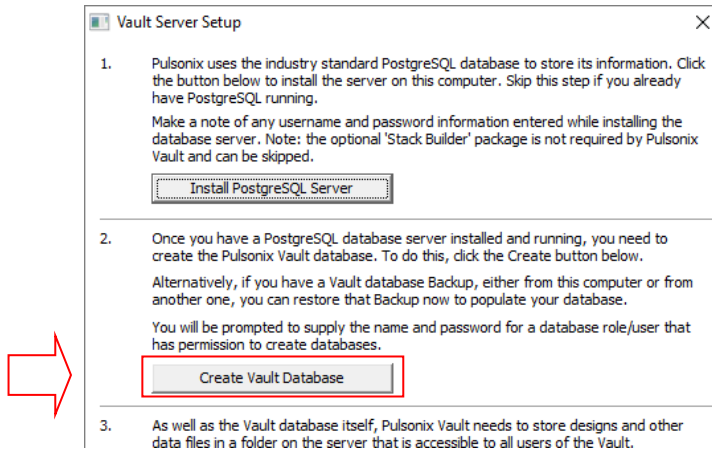 Vault Server Setup
1. Pulsonix uses the industry standard PostgreSQL database to store its information. Click
the button below to install the server on this computer. Skip this step if you already
have PostgreSQL running.
Make a note of any username and password information entered while installing the
database server. Note: the optional 'Stack Builder' package is not required by Pulsonix
Vault and can be skipped.
Install PostgreSQL Server
2. Once you have a PostgreSQL database server installed and running, you need to
create the Pulsonix Vault database. To do this, click the Create button below.
Alternatively, if you have a Vault database Backup, either from this computer or from
another one, you can restore that Backup now to populate your database.
You will be prompted to supply the name and password for a database role/user that
has permission to create databases.
Create Vault Database
3. As well as the Vault database itself, Pulsonix Vault needs to store designs and other
data files in a folder on the server that is accessible to all users of the Vault.